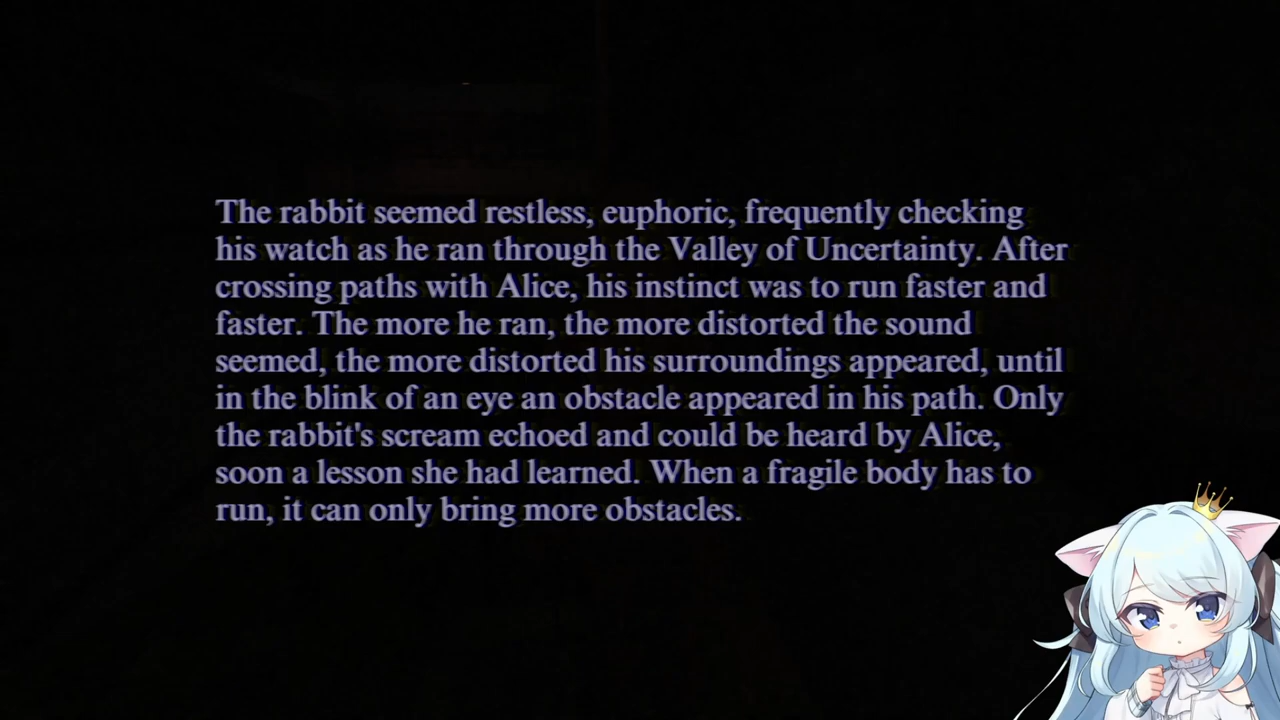 The rabbit seemed restless, euphoric, frequently checking
his watch as he ran through the Valley of Uncertainty. After
crossing paths with Alice, his instinct was to run faster and
faster. The more he ran, the more distorted the sound
seemed, the more distorted his surroundings appeared, until
in the blink of an eye an obstacle appeared in his path. Only
the rabbit's scream echoed and could be heard by Alice,
soon a lesson she had learned. When a fragile body has to
run, it can only bring more obstacles.